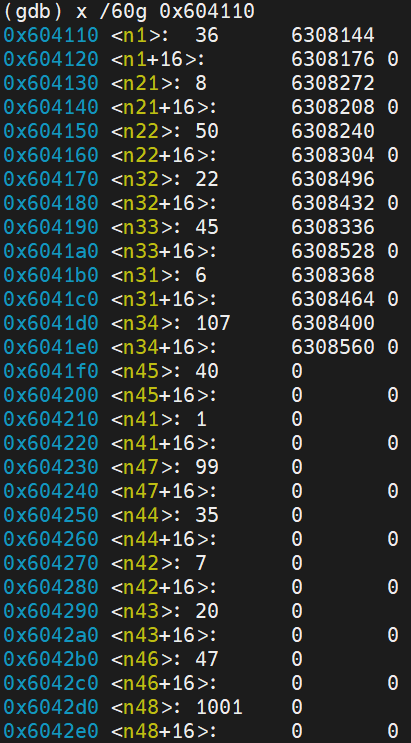 (gdb) x /60g 0x604110
0x604110 <n1>: 36 6308144
0x604120 <n1+16>: 6308176 0
0x604130 <n21>: 8 6308272
0x604140 <n21+16>: 6308208 0
0x604150 <n22>: 50 6308240
0x604160 <n22+16>: 6308304 0
0x604170 <n32>: 22 6308496
0x604180 <n32+16>: 6308432 0
0x604190 <n33>: 45 6308336
0x6041a0 <n33+16>: 6308528 0
0x6041b0 <n31>: 6 6308368
0x6041c0 <n31+16>: 6308464 0
0x6041d0 <n34>: 107 6308400
0x6041e0 <n34+16>: 6308560 0
0x6041f0 <n45>: 40 0
0x604200 <n45+16>: 0 0
0x604210 <n41>: 1 0
0x604220 <n41+16>: 0 0
0x604230 <n47>: 99 0
0x604240 <n47+16>: 0 0
0x604250 <n44>: 35 0
0x604260 <n44+16>: 0 0
0x604270 <n42>: 7 0
0x604280 <n42+16>: 0 0
0x604290 <n43>: 20 0
0x6042a0 <n43+16>: 0 0
0x6042b0 <n46>: 47 0
0x6042c0 <n46+16>: 0 0
0x6042d0 <n48>: 1001 0
0x6042e0 <n48+16>: 0 0